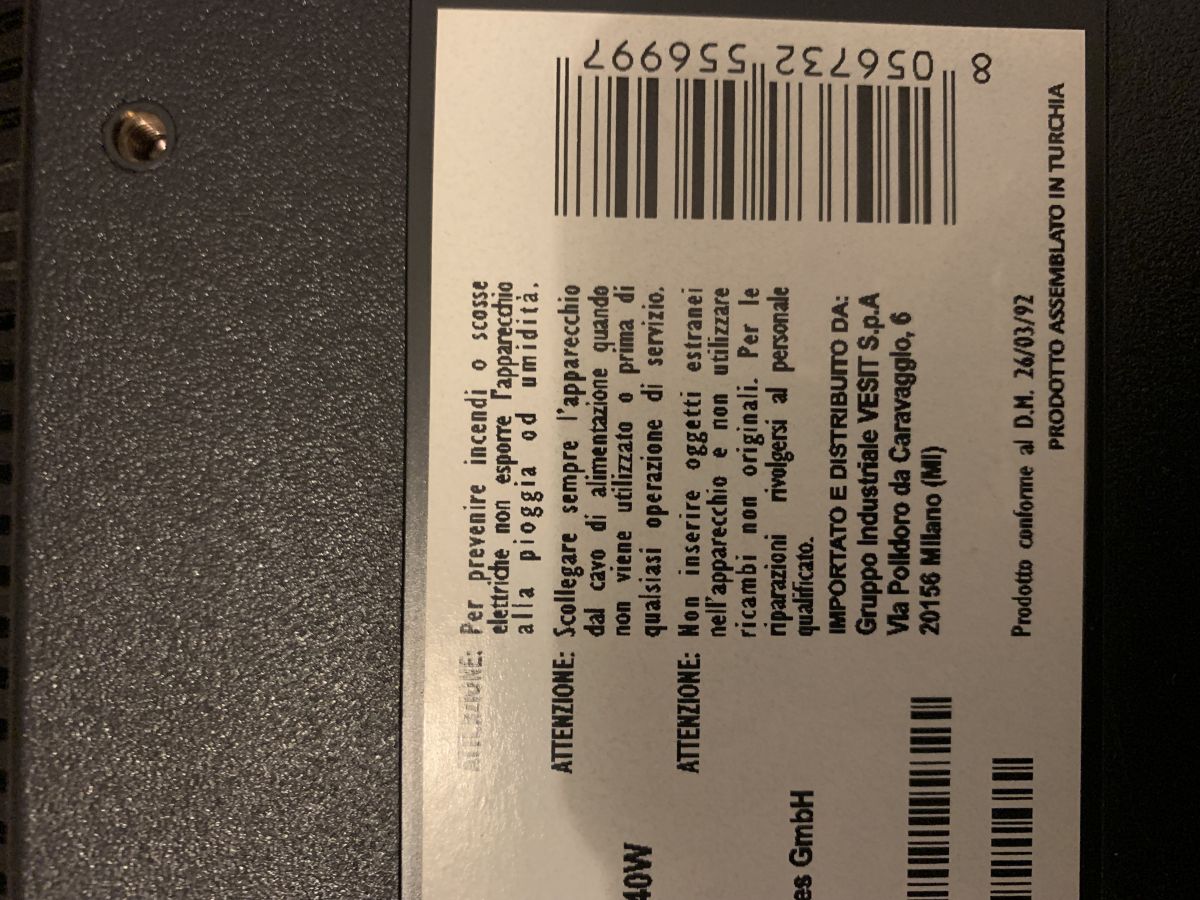 ATTENZIONE: Per prevenire incendi o scosse
elettriche non esporre l'apparecchio
alla pioggia od umidità.
ATTENZIONE: Scollegare sempre l'apparecchio
dal cavo di alimentazione quando
non viene utilizzato o prima di
qualsiasi operazione di servizio.
ATTENZIONE: Non inserire oggetti estranei
nell'apparecchio e non utilizzare
ricambi non originali. Per le
riparazioni rivolgersi al personale
qualificato.
IMPORTATO E DISTRIBUITO DA:
Gruppo Industriale VESIT S.p.A
Via Polidoro da Caravaggio, 6
20156 Milano (MI)
Prodotto conforme al D.M. 26/03/92
PRODOTTO ASSEMBLATO IN TURCHIA
8 056732 556997
40W
es GmbH